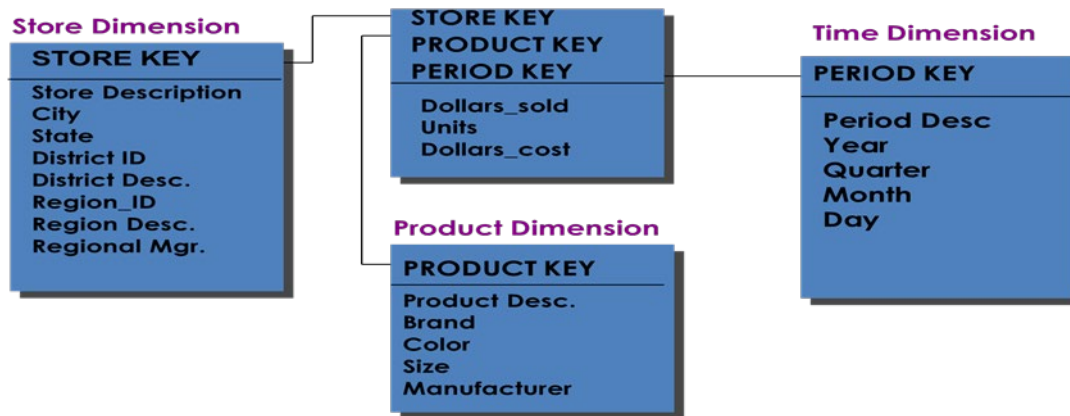 Store Dimension
STORE KEY
Store Description
City
State
District ID
District Desc.
Region_ID
Region Desc.
Regional Mgr.
STORE KEY
PRODUCT KEY
PERIOD KEY
Dollars_sold
Units
Dollars_cost
Product Dimension
PRODUCT KEY
Product Desc.
Brand
Color
Size
Manufacturer
Time Dimension
PERIOD KEY
Period Desc
Year
Quarter
Month
Day